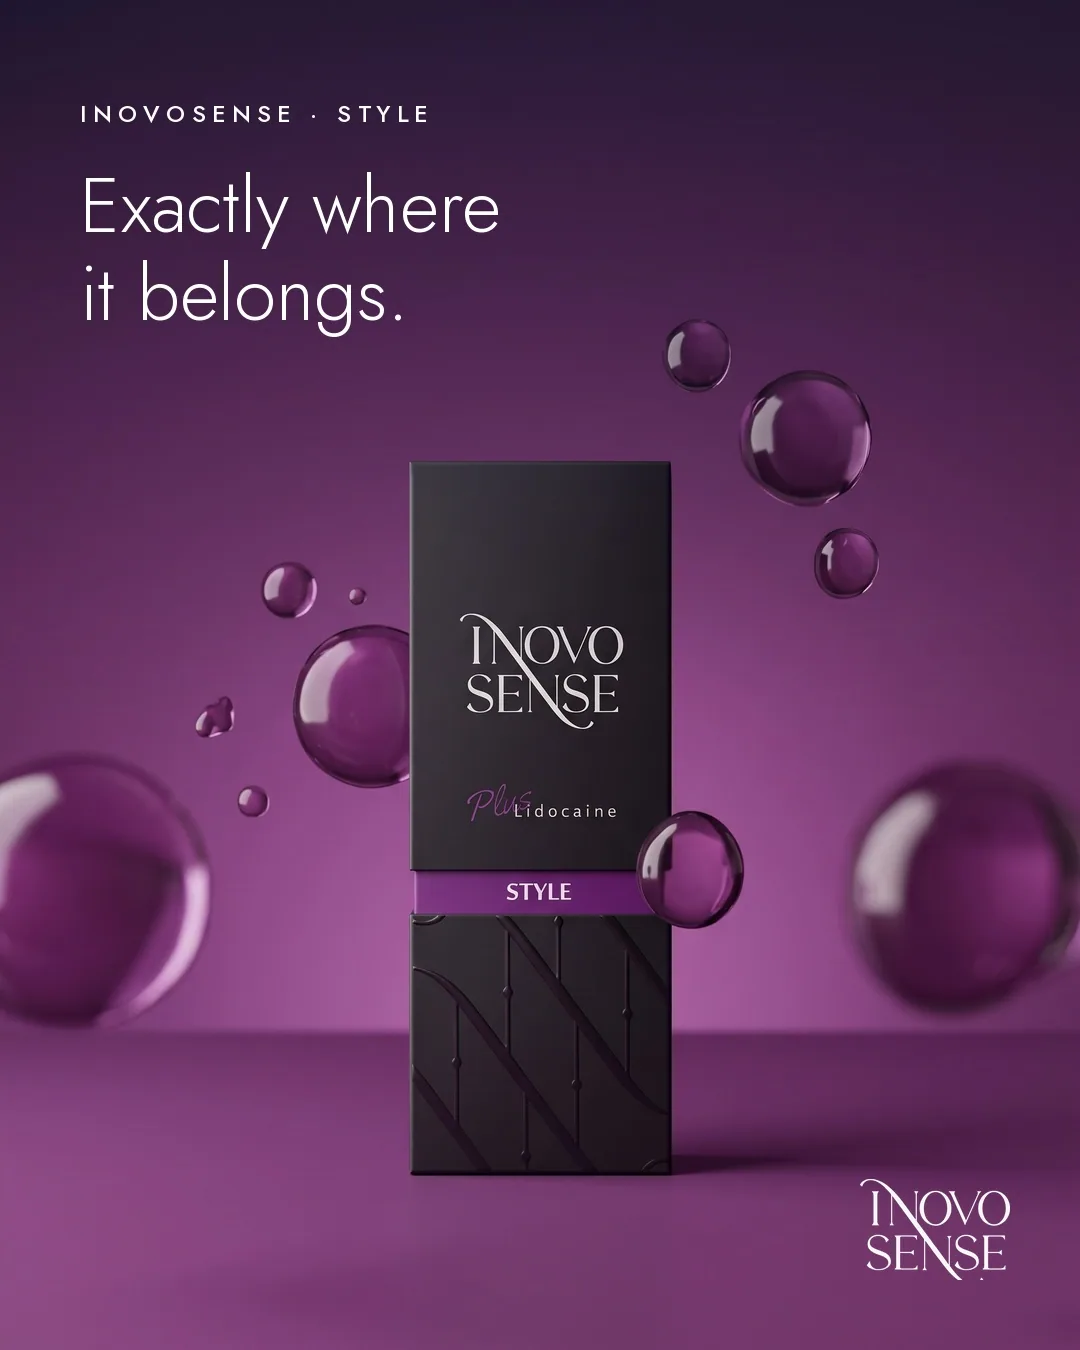 INOVOSENSE · STYLE
Exactly where
it belongs.
INOVO
SENSE
Plus Lidocaine
STYLE
INOVO
SENSE